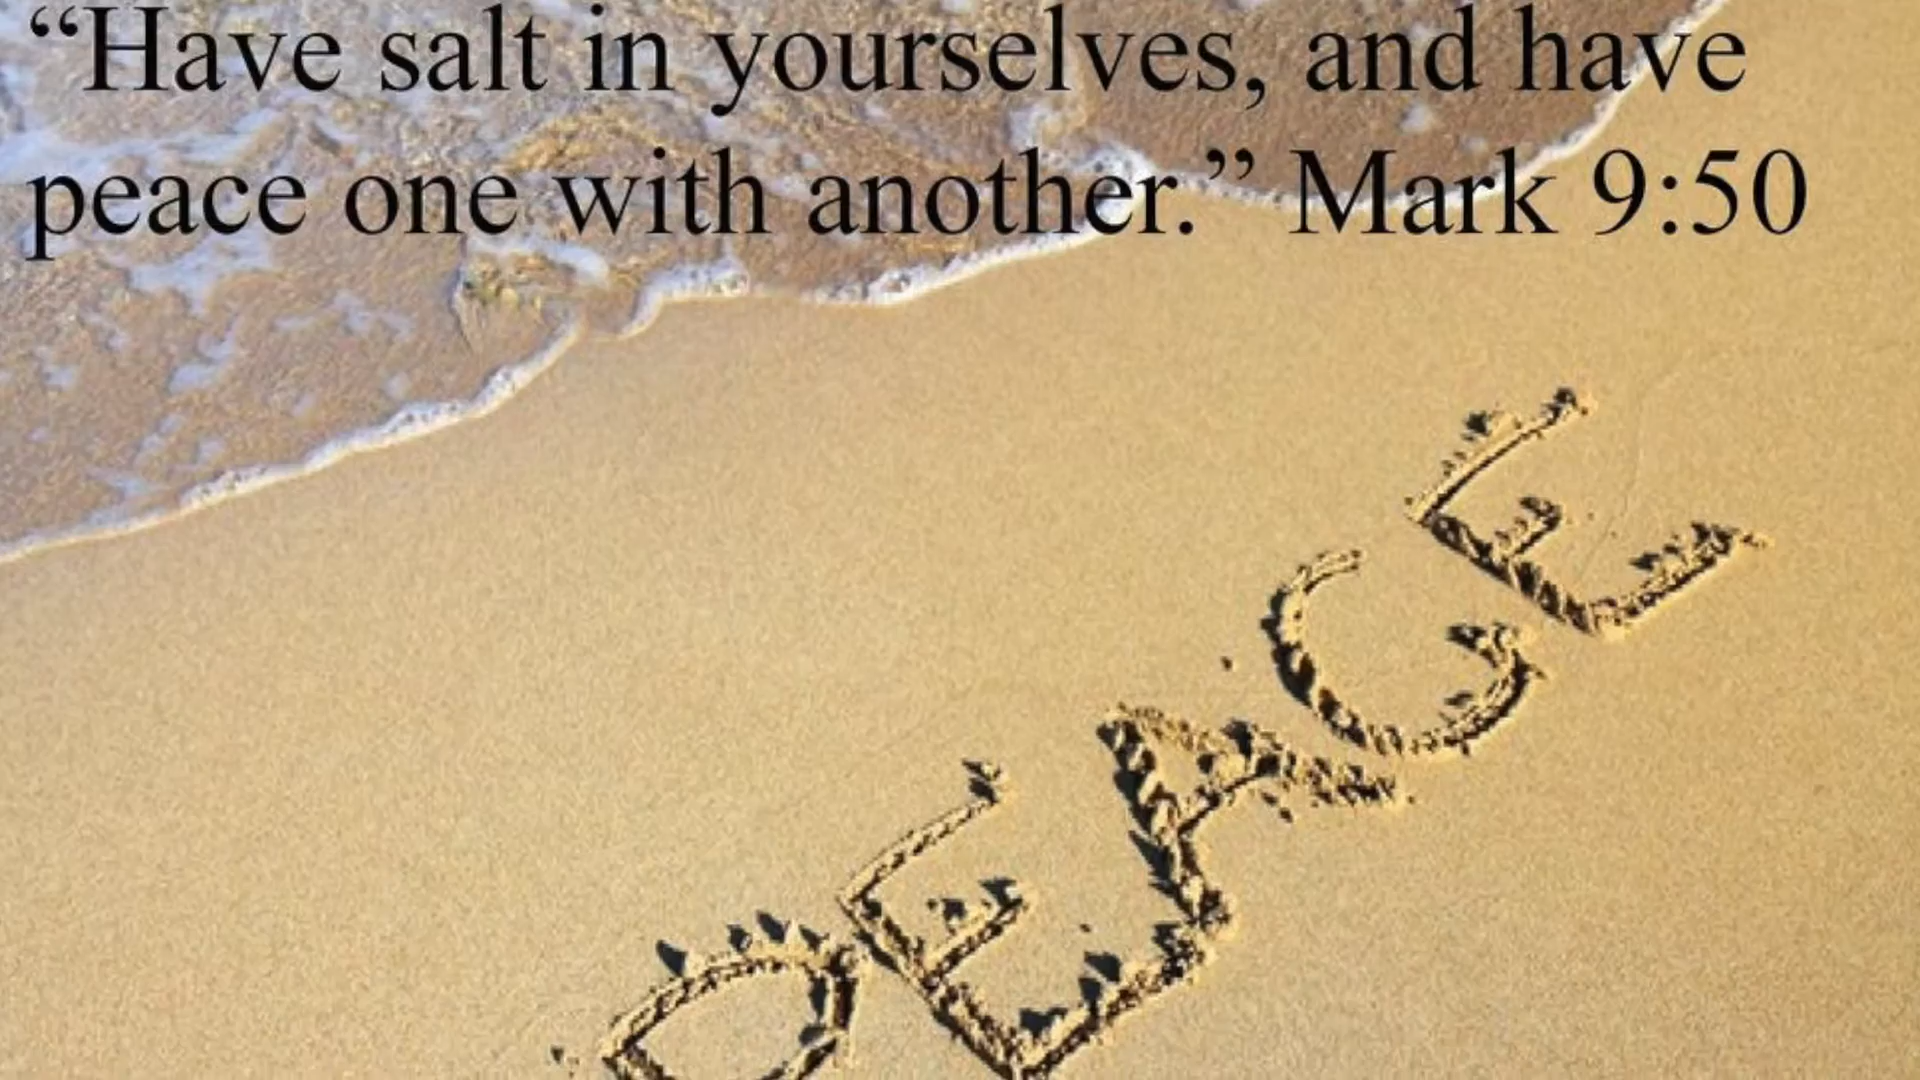 “Have salt in yourselves, and have
peace one with another.” Mark 9:50
PEACE